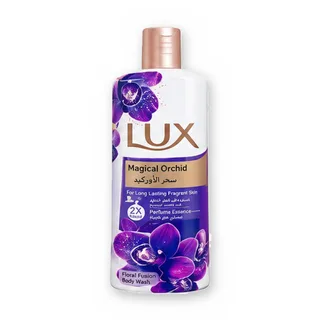 LUX
Magical Orchid
سحر الأوركيد
For Long Lasting Fragrant Skin
2X
Perfume Essence
Floral Fusion
Body Wash